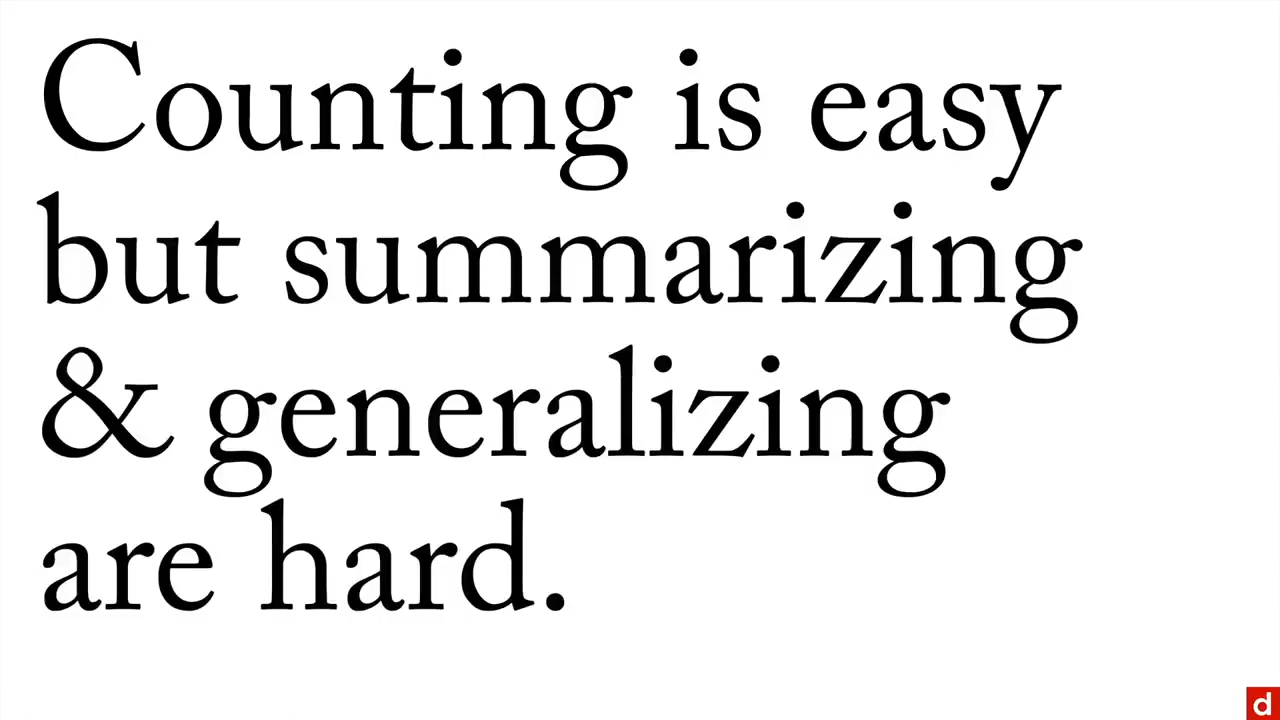 Counting is easy
but summarizing
& generalizing
are hard.
d